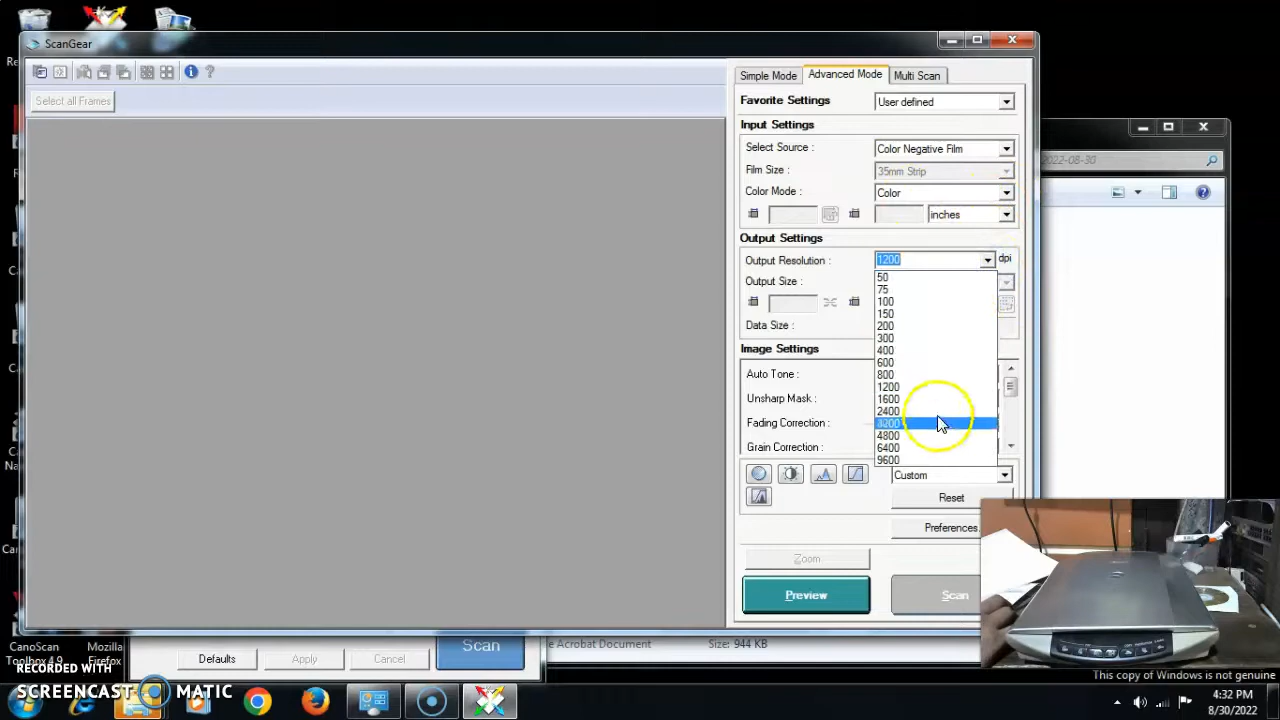 ScanGear
Select all Frames
Simple Mode
Advanced Mode
Multi Scan
Favorite Settings
User defined
Input Settings
Select Source :
Color Negative Film
Film Size :
35mm Strip
Color Mode :
Color
inches
2022-08-30
Output Settings
Output Resolution :
1200
dpi
50
75
100
150
200
300
400
600
800
1200
1600
2400
3200
4800
6400
9600
Output Size :
Data Size :
Image Settings
Auto Tone :
Unsharp Mask :
Fading Correction :
Grain Correction :
Custom
Reset
Preferences.
Zoom
Preview
Scan
Defaults
Apply
Cancel
Scan
e Acrobat Document
Size: 944 KB
CanoScan
Toolbox 4.9
Mozilla
Firefox
RECORDED WITH
SCREENCAST MATIC
This copy of Windows is not genuine
4:32 PM
8/30/2022